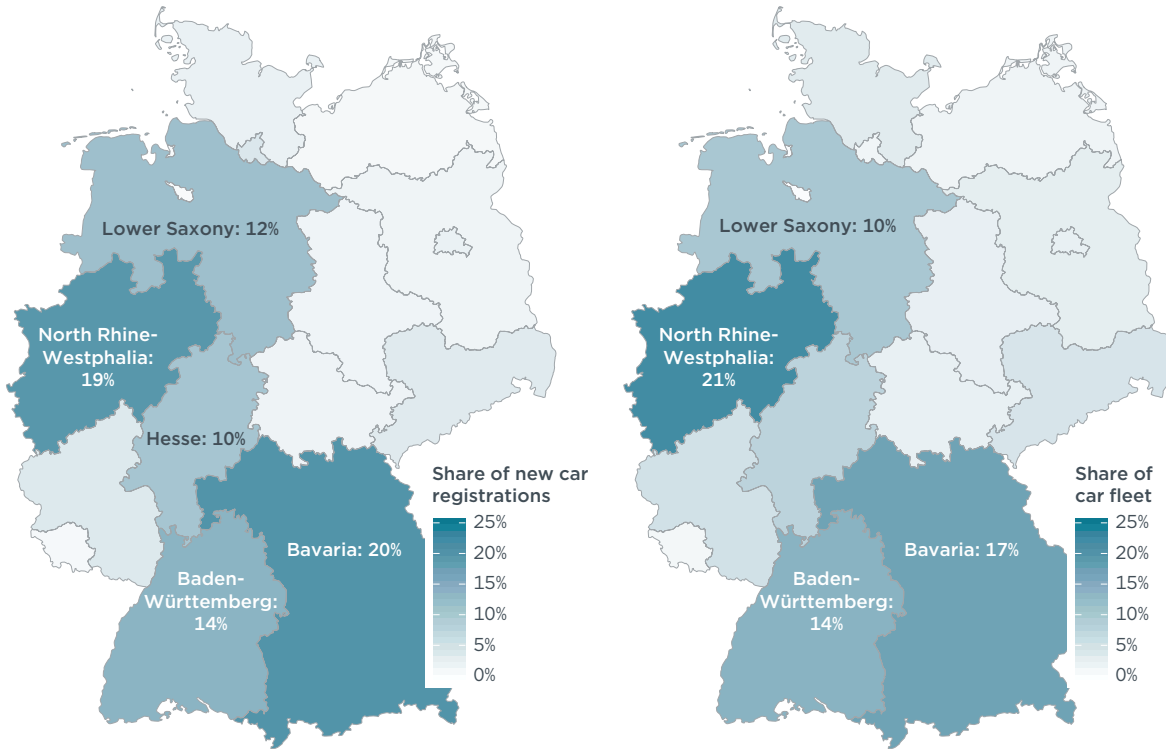 Lower Saxony: 12%
North Rhine-
Westphalia:
19%
Hesse: 10%
Bavaria: 20%
Baden-
Württemberg:
14%
Share of new car
registrations
25%
20%
15%
10%
5%
0%
Lower Saxony: 10%
North Rhine-
Westphalia:
21%
Bavaria: 17%
Baden-
Württemberg:
14%
Share of
car fleet
25%
20%
15%
10%
5%
0%